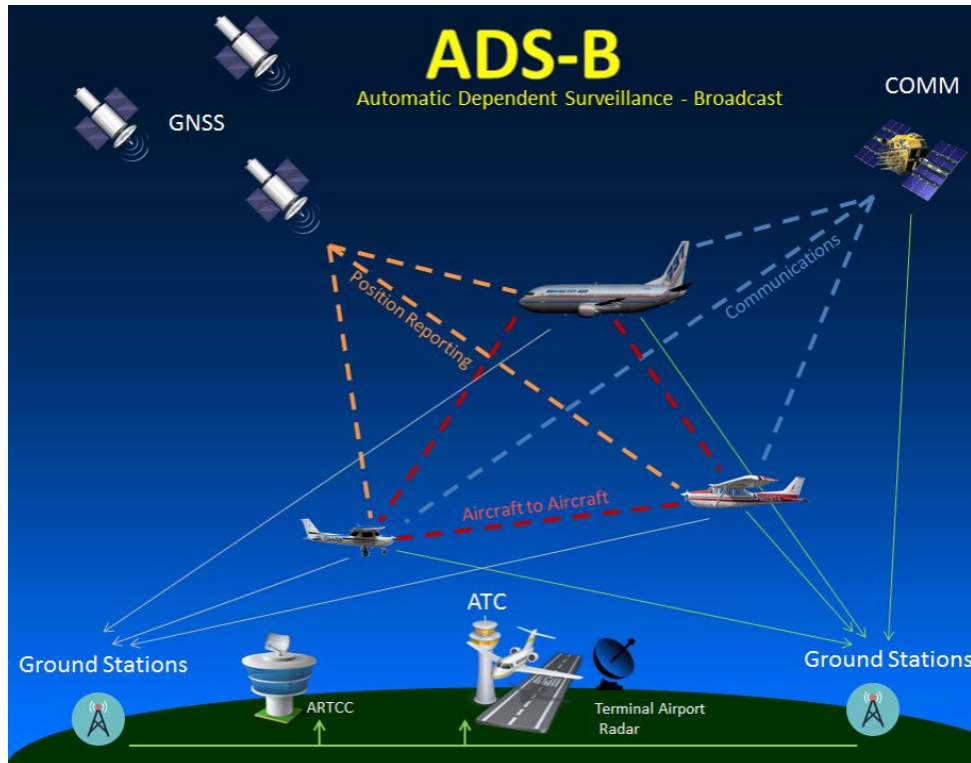 ADS-B
Automatic Dependent Surveillance - Broadcast
COMM
GNSS
Position Reporting
Communications
Aircraft to Aircraft
ATC
Ground Stations
Ground Stations
ARTCC
Terminal Airport
Radar